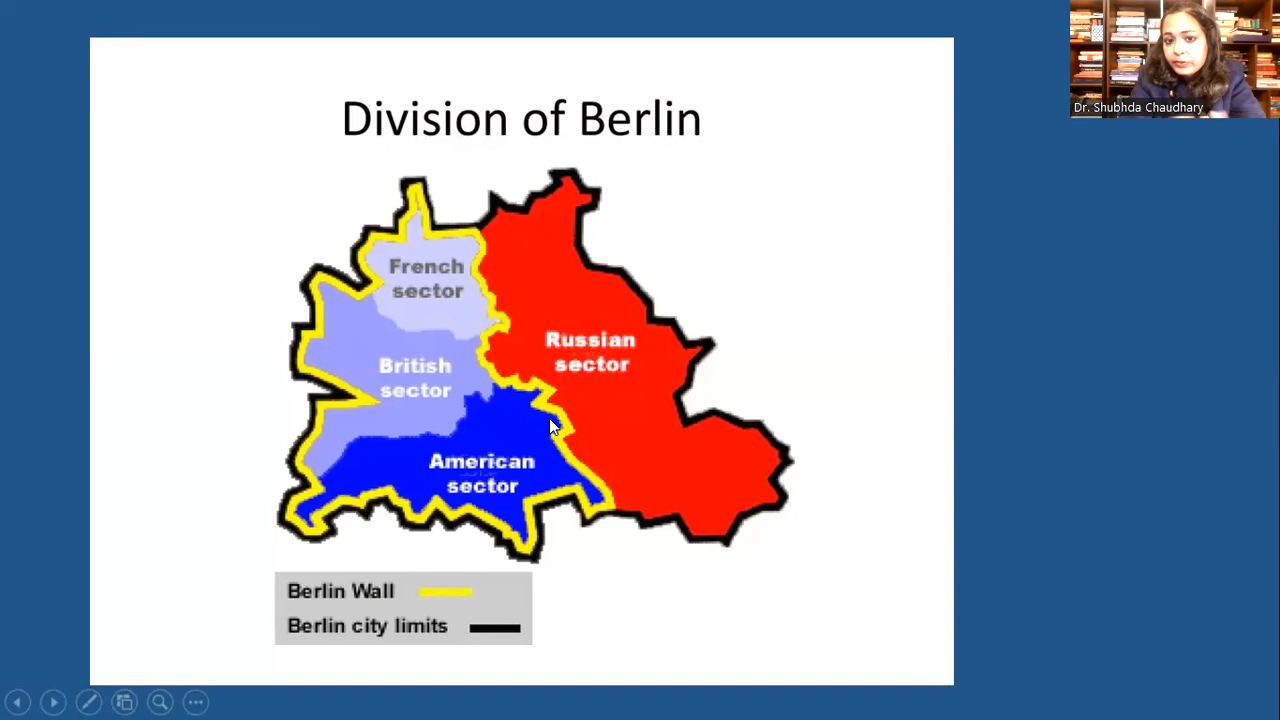 Dr. Shubhda Chaudhary
Division of Berlin
French
sector
Russian
sector
British
sector
American
sector
Berlin Wall
Berlin city limits